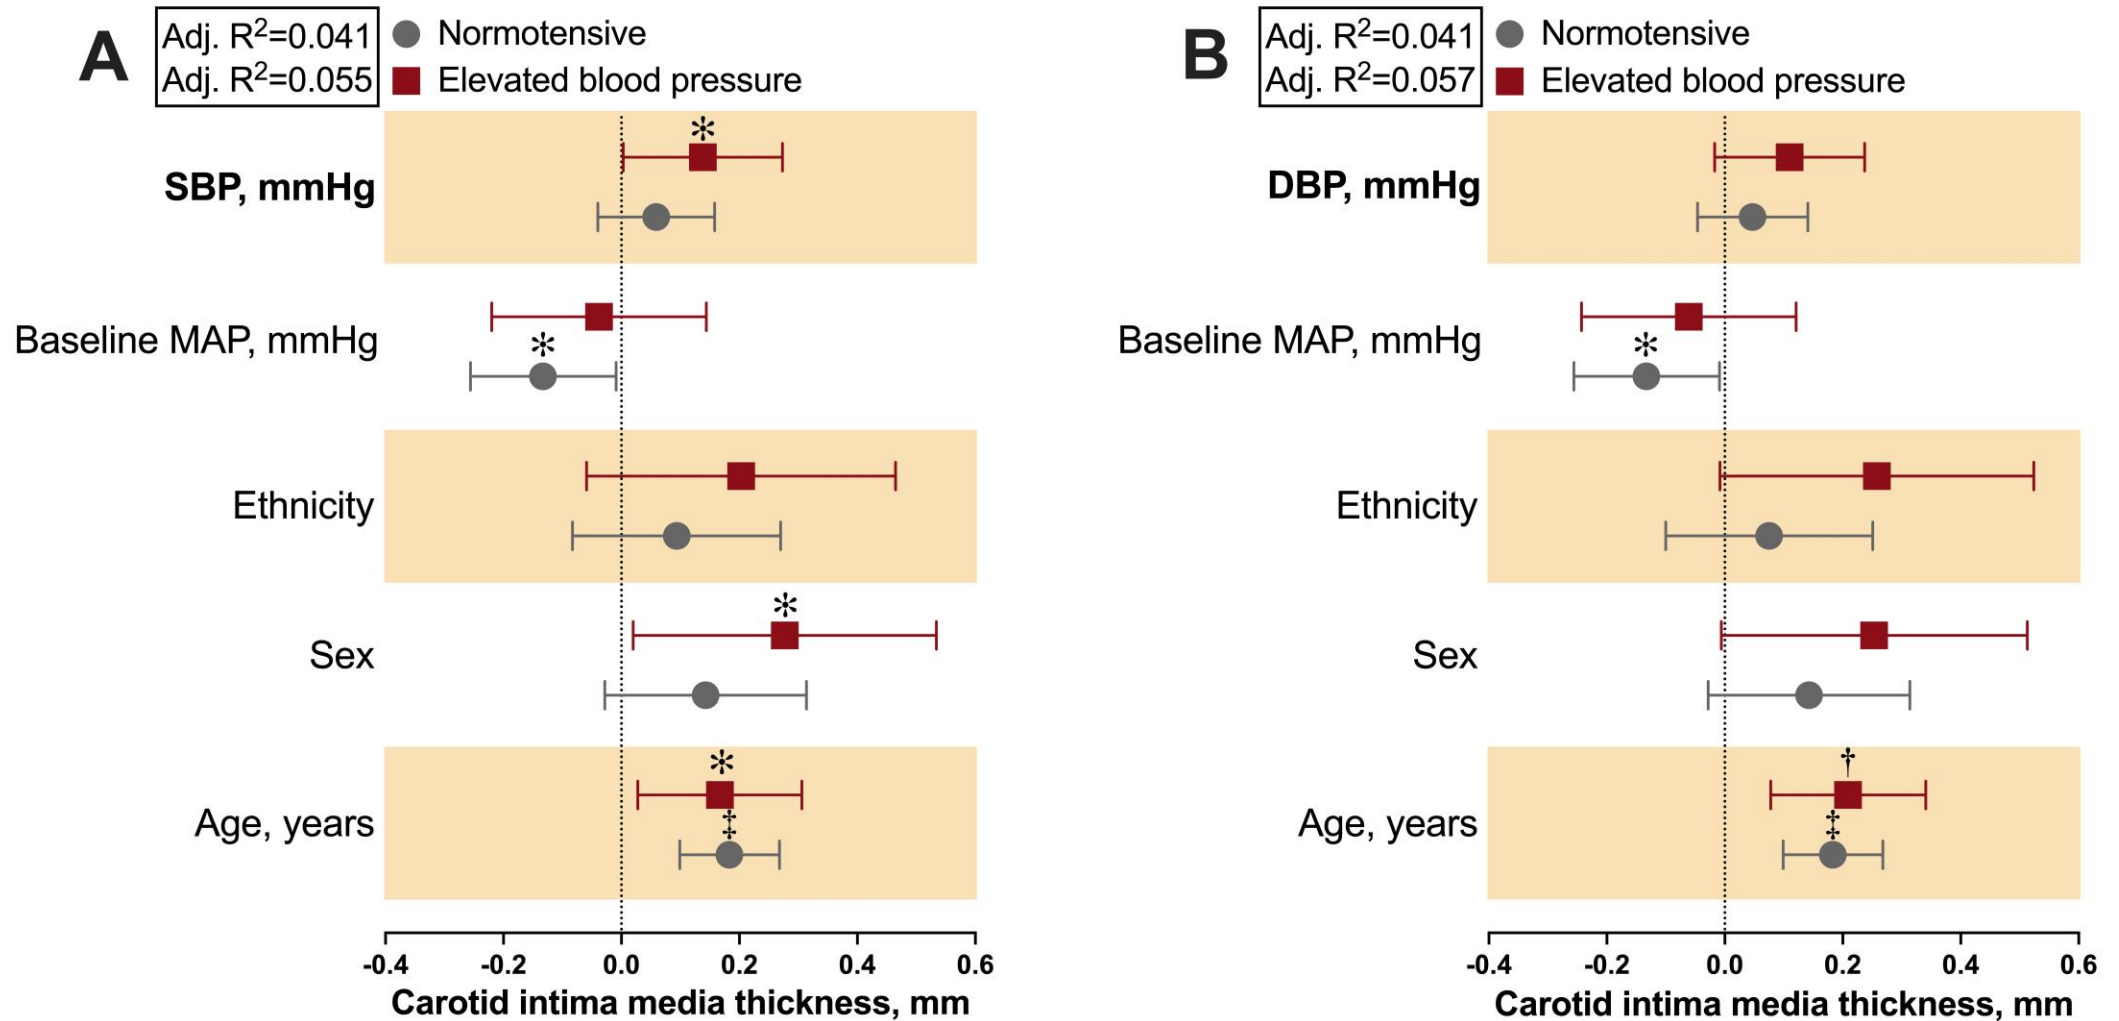 A
Adj. R²=0.041
Adj. R²=0.055
Normotensive
Elevated blood pressure
*
SBP, mmHg
Baseline MAP, mmHg
*
Ethnicity
*
Sex
*
Age, years
‡
-0.4 -0.2 0.0 0.2 0.4 0.6
Carotid intima media thickness, mm
B
Adj. R²=0.041
Adj. R²=0.057
Normotensive
Elevated blood pressure
DBP, mmHg
Baseline MAP, mmHg
*
Ethnicity
Sex
†
Age, years
‡
-0.4 -0.2 0.0 0.2 0.4 0.6
Carotid intima media thickness, mm